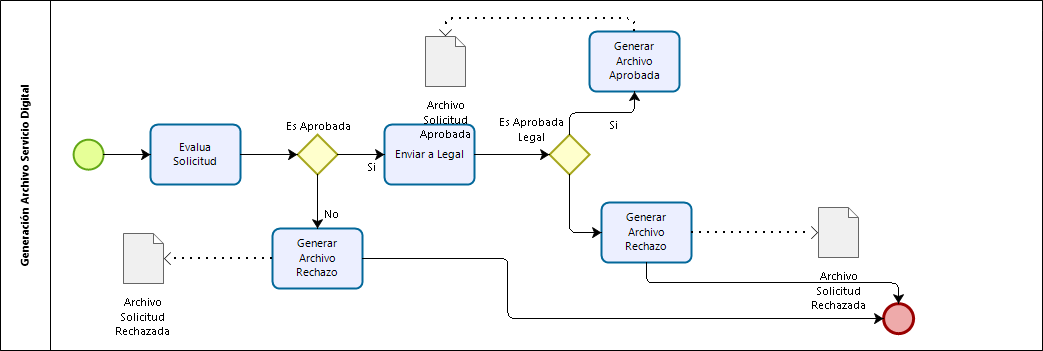 Generación Archivo Servicio Digital
Evalua
Solicitud
Es Aprobada
Si
No
Generar
Archivo
Rechazo
Archivo
Solicitud
Rechazada
Archivo
Solicitud
Aprobada
Enviar a Legal
Es Aprobada
Legal
Si
Generar
Archivo
Aprobada
Generar
Archivo
Rechazo
Archivo
Solicitud
Rechazada